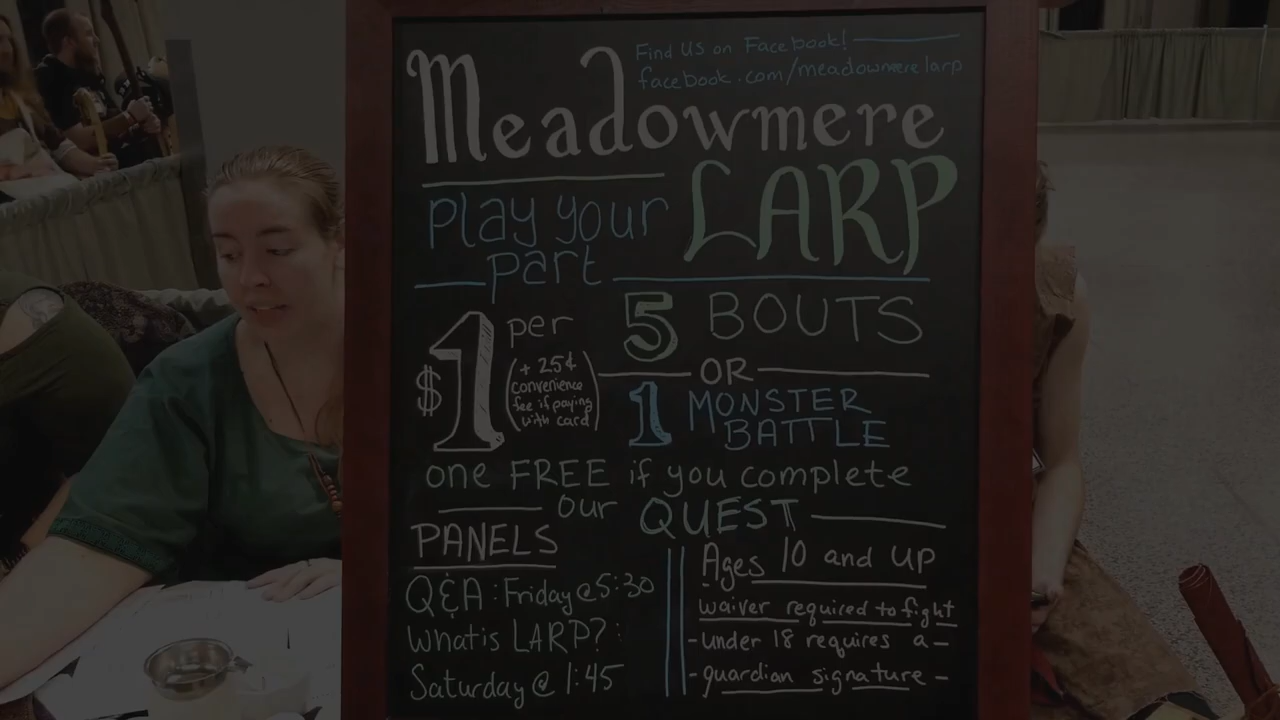 Find us on Facebook!
facebook.com/meadowmerelarp
Meadowmere
LARP
play your
part
$1 per
(+ 25¢
convenience
fee if paying
with card)
5 BOUTS
OR
1 MONSTER
BATTLE
one FREE if you complete
our QUEST
PANELS
Q&A: Friday @ 5:30
What is LARP?:
Saturday @ 1:45
Ages 10 and up
waiver required to fight
- under 18 requires a -
- guardian signature -